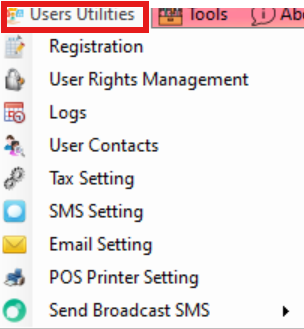 Users Utilities Tools Ab
Registration
User Rights Management
Logs
User Contacts
Tax Setting
SMS Setting
Email Setting
POS Printer Setting
Send Broadcast SMS